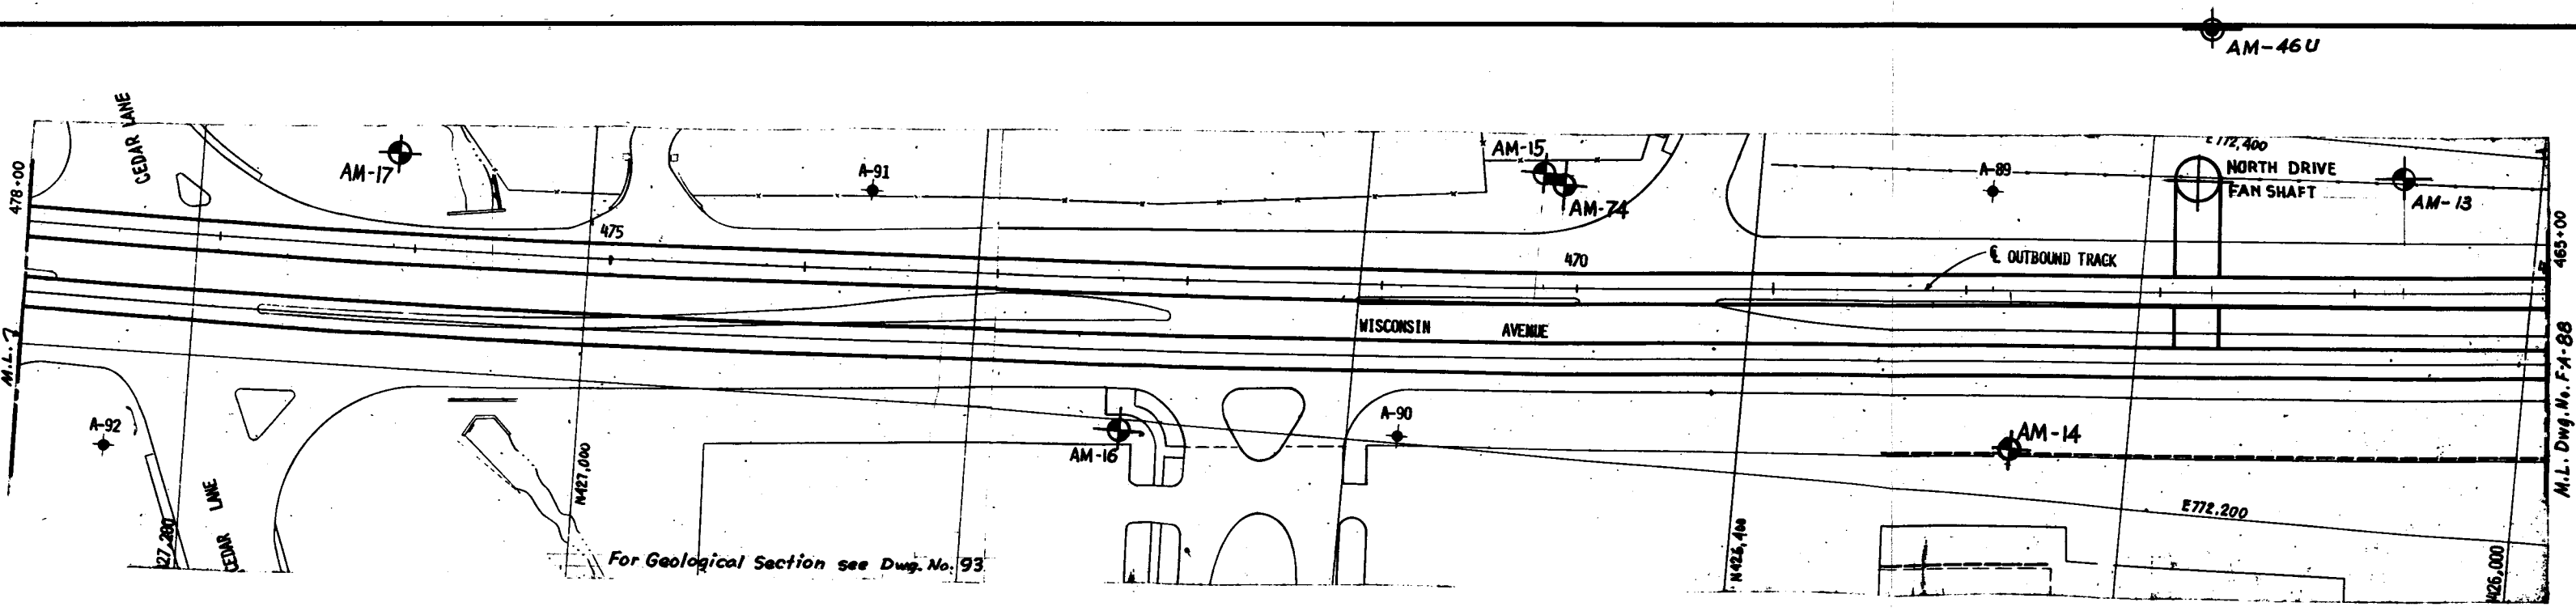 AM-46U
CEDAR LANE
AM-17
A-91
AM-15
AM-74
A-89
E772,400
NORTH DRIVE
FAN SHAFT
AM-13
478+00
475
470
℄ OUTBOUND TRACK
465+00
WISCONSIN AVENUE
M.L.
A-92
A-90
AM-16
AM-14
N427,000
CEDAR LANE
E772,200
N426,400
N426,000
For Geological Section see Dwg. No. 93
M.L. Dwg. No. F-A-88